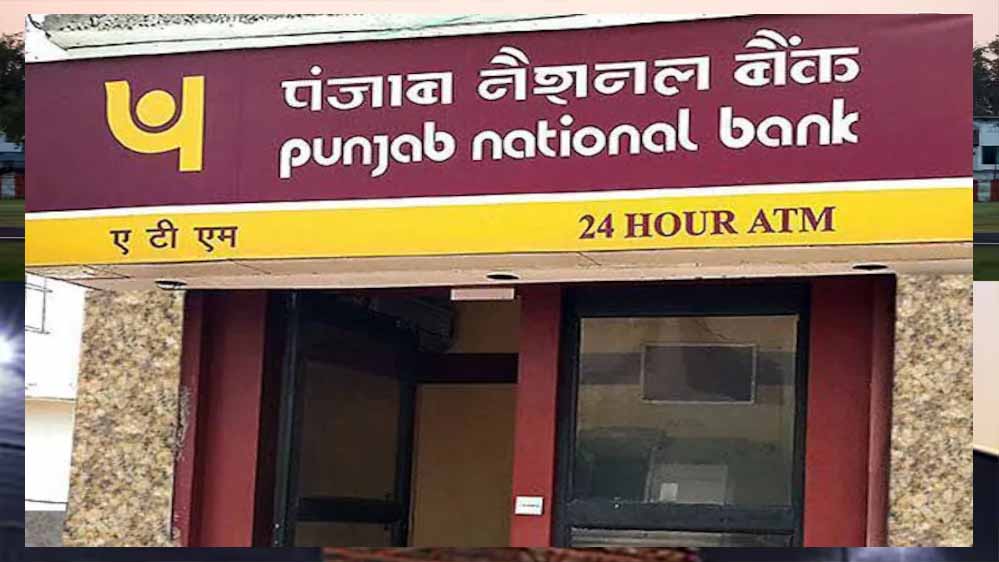 पंजाब नैशनल बैंक
punjab national bank
ए टी एम
24 HOUR ATM